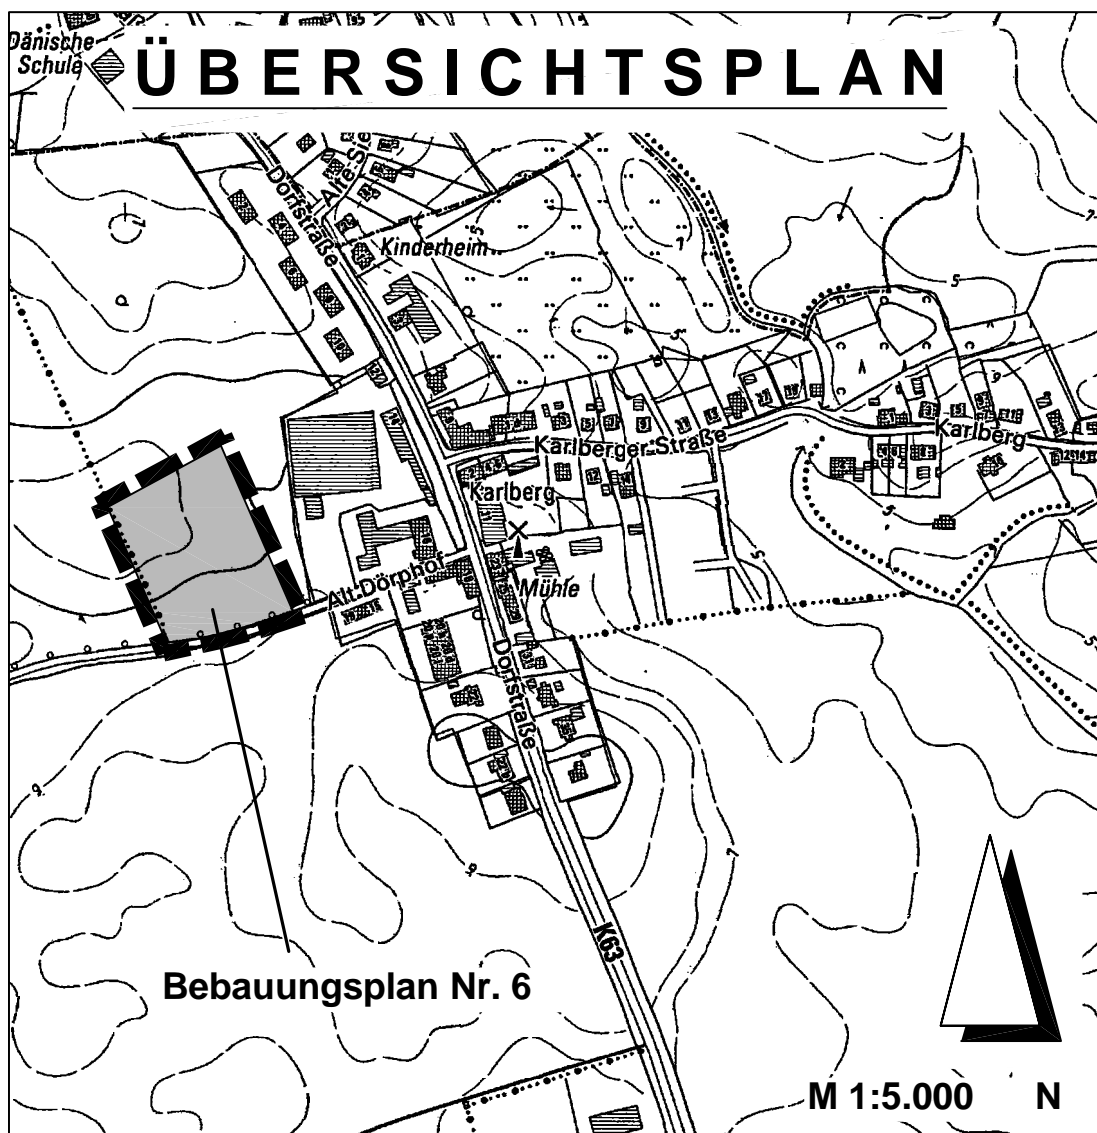 Dänische
Schule
ÜBERSICHTSPLAN
Dorfstraße
Kinderheim
Karlberger Straße
Karlberg
Karlberg
Alt Dörphof
Mühle
Dorfstraße
K63
Bebauungsplan Nr. 6
M 1:5.000 N